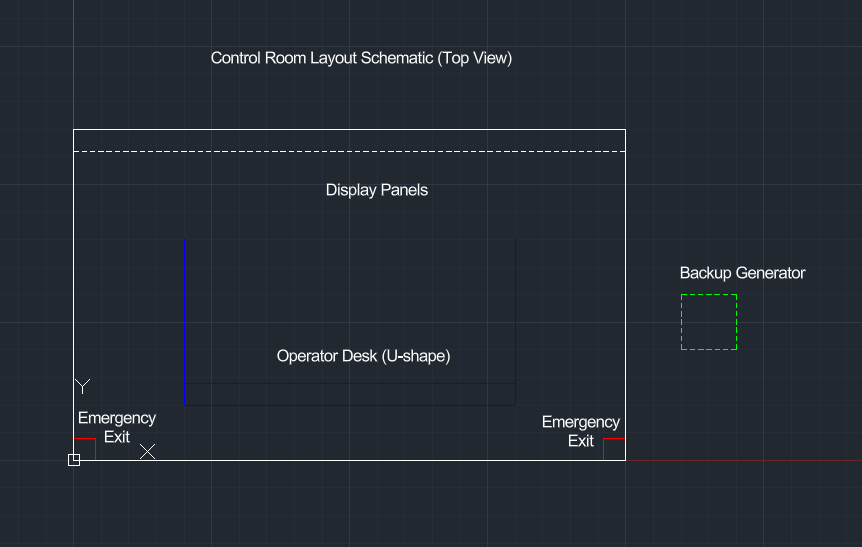 Control Room Layout Schematic (Top View)
Display Panels
Backup Generator
Operator Desk (U-shape)
Y
Emergency
Exit
X
Emergency
Exit